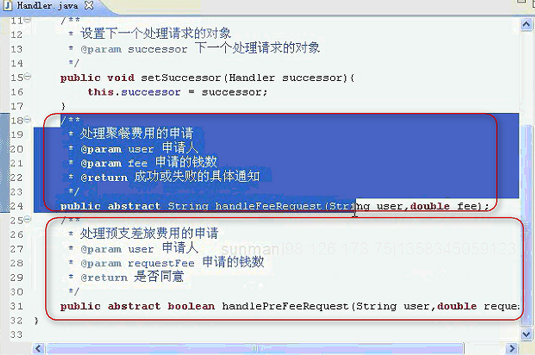 Handler.java
11 /**
12 * 设置下一个处理请求的对象
13 * @param successor 下一个处理请求的对象
14 */
15 public void setSuccessor(Handler successor){
16 this.successor = successor;
17 }
18 /**
19 * 处理聚餐费用的申请
20 * @param user 申请人
21 * @param fee 申请的钱数
22 * @return 成功或失败的具体通知
23 */
24 public abstract String handleFeeRequest(String user,double fee);
25 /**
26 * 处理预支差旅费用的申请
27 * @param user 申请人
28 * @param requestFee 申请的钱数
29 * @return 是否同意
30 */
31 public abstract boolean handlePreFeeRequest(String user,double reque
32 }
33